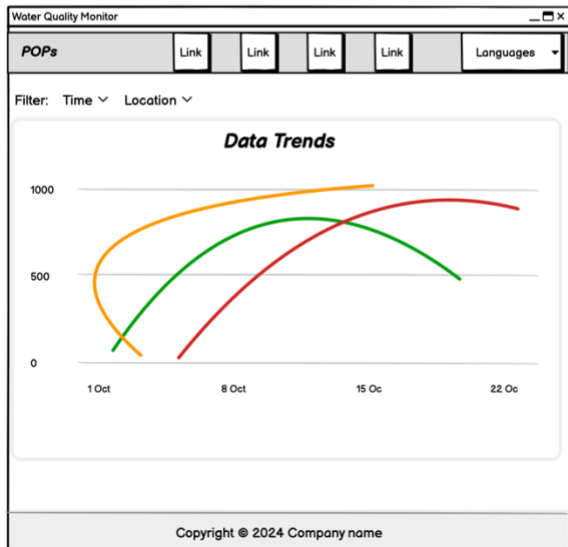 Water Quality Monitor
POPs Link Link Link Link Languages
Filter: Time Location
Data Trends
1000
500
0
1 Oct 8 Oct 15 Oc 22 Oc
Copyright © 2024 Company name